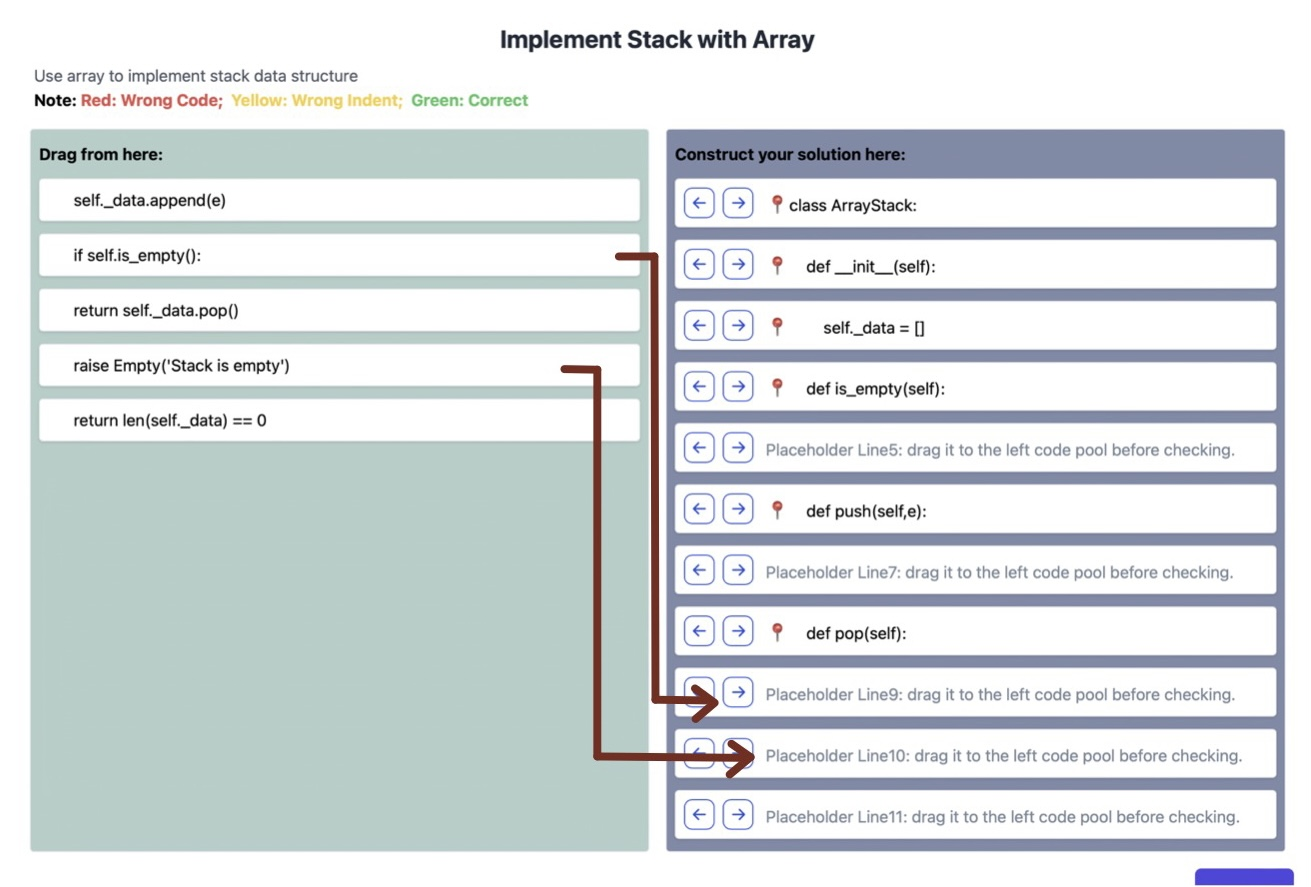 Implement Stack with Array
Use array to implement stack data structure
Note: Red: Wrong Code; Yellow: Wrong Indent; Green: Correct
Drag from here:
self._data.append(e)
if self.is_empty():
return self._data.pop()
raise Empty('Stack is empty')
return len(self._data) == 0
Construct your solution here:
class ArrayStack:
def __init__(self):
self._data = []
def is_empty(self):
Placeholder Line5: drag it to the left code pool before checking.
def push(self,e):
Placeholder Line7: drag it to the left code pool before checking.
def pop(self):
Placeholder Line9: drag it to the left code pool before checking.
Placeholder Line10: drag it to the left code pool before checking.
Placeholder Line11: drag it to the left code pool before checking.